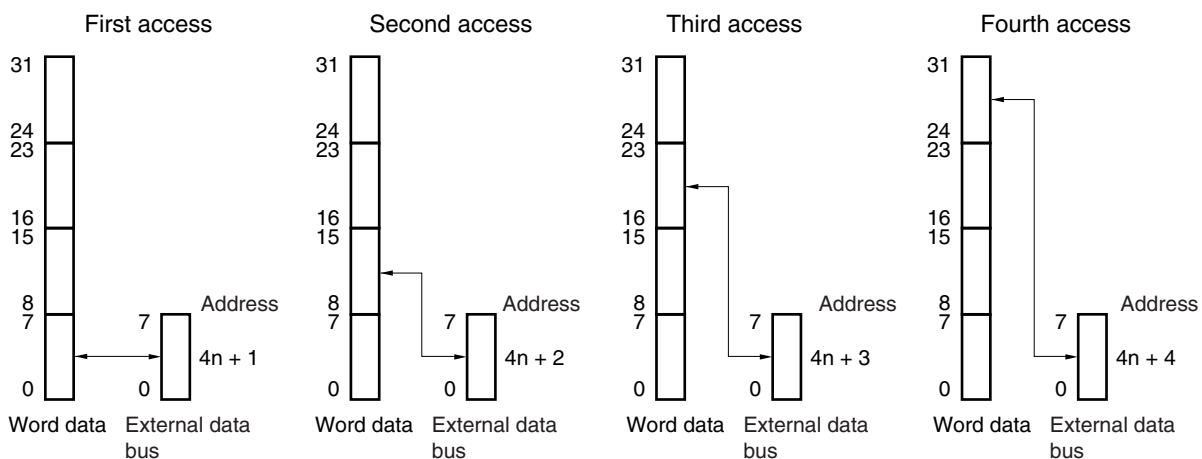 First access
31
24
23
16
15
8
7
0
Address
7
4n + 1
0
Word data
External data
bus
Second access
31
24
23
16
15
8
7
0
Address
7
4n + 2
0
Word data
External data
bus
Third access
31
24
23
16
15
8
7
0
Address
7
4n + 3
0
Word data
External data
bus
Fourth access
31
24
23
16
15
8
7
0
Address
7
4n + 4
0
Word data
External data
bus